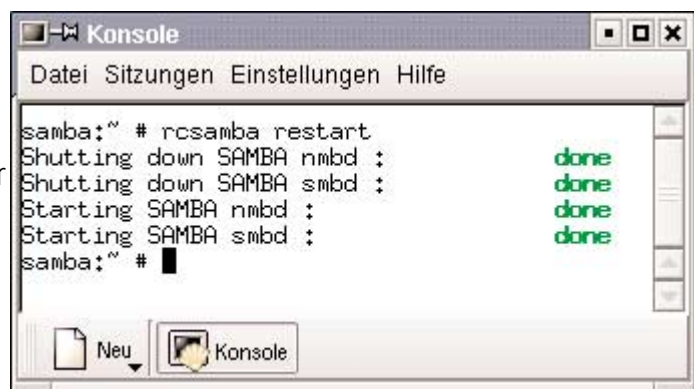 Konsole
Datei Sitzungen Einstellungen Hilfe
samba:~ # rcsamba restart
Shutting down SAMBA nmbd : done
Shutting down SAMBA smbd : done
Starting SAMBA nmbd : done
Starting SAMBA smbd : done
samba:~ #
Neu Konsole